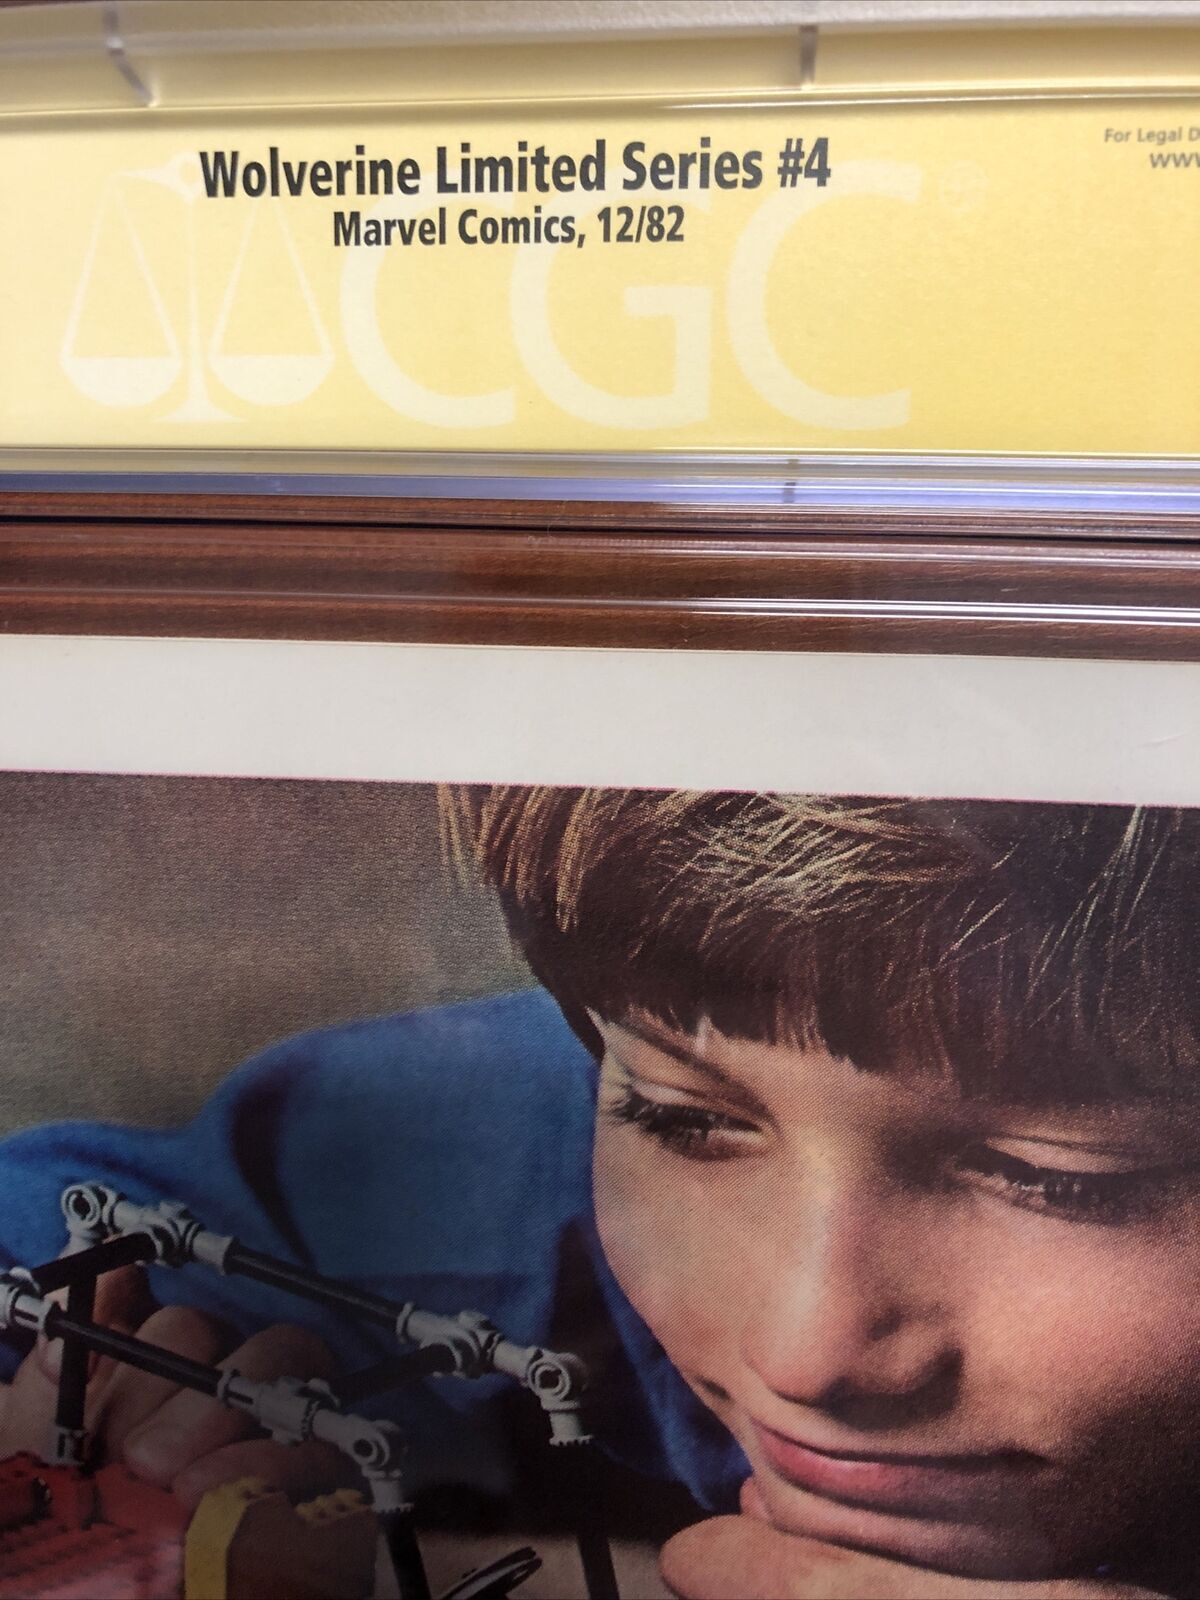 For Legal D
www
Wolverine Limited Series #4
Marvel Comics, 12/82
CGC